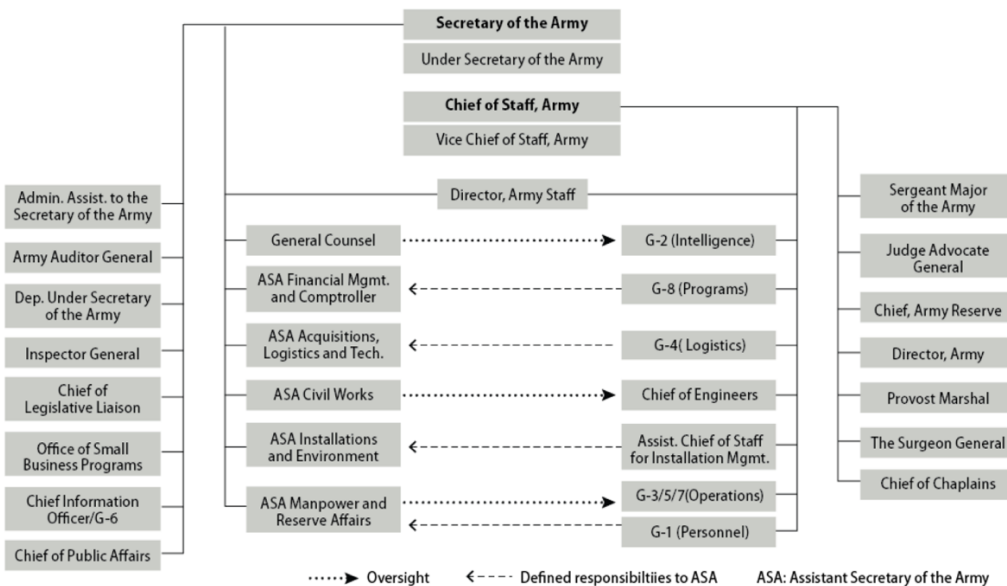 Secretary of the Army
Under Secretary of the Army
Chief of Staff, Army
Vice Chief of Staff, Army
Director, Army Staff
Admin. Assist. to the
Secretary of the Army
Army Auditor General
Dep. Under Secretary
of the Army
Inspector General
Chief of
Legislative Liaison
Office of Small
Business Programs
Chief Information
Officer/G-6
Chief of Public Affairs
General Counsel
ASA Financial Mgmt.
and Comptroller
ASA Acquisitions,
Logistics and Tech.
ASA Civil Works
ASA Installations
and Environment
ASA Manpower and
Reserve Affairs
G-2 (Intelligence)
G-8 (Programs)
G-4( Logistics)
Chief of Engineers
Assist. Chief of Staff
for Installation Mgmt.
G-3/5/7(Operations)
G-1 (Personnel)
Sergeant Major
of the Army
Judge Advocate
General
Chief, Army Reserve
Director, Army
Provost Marshal
The Surgeon General
Chief of Chaplains
Oversight
Defined responsibiltiies to ASA
ASA: Assistant Secretary of the Army